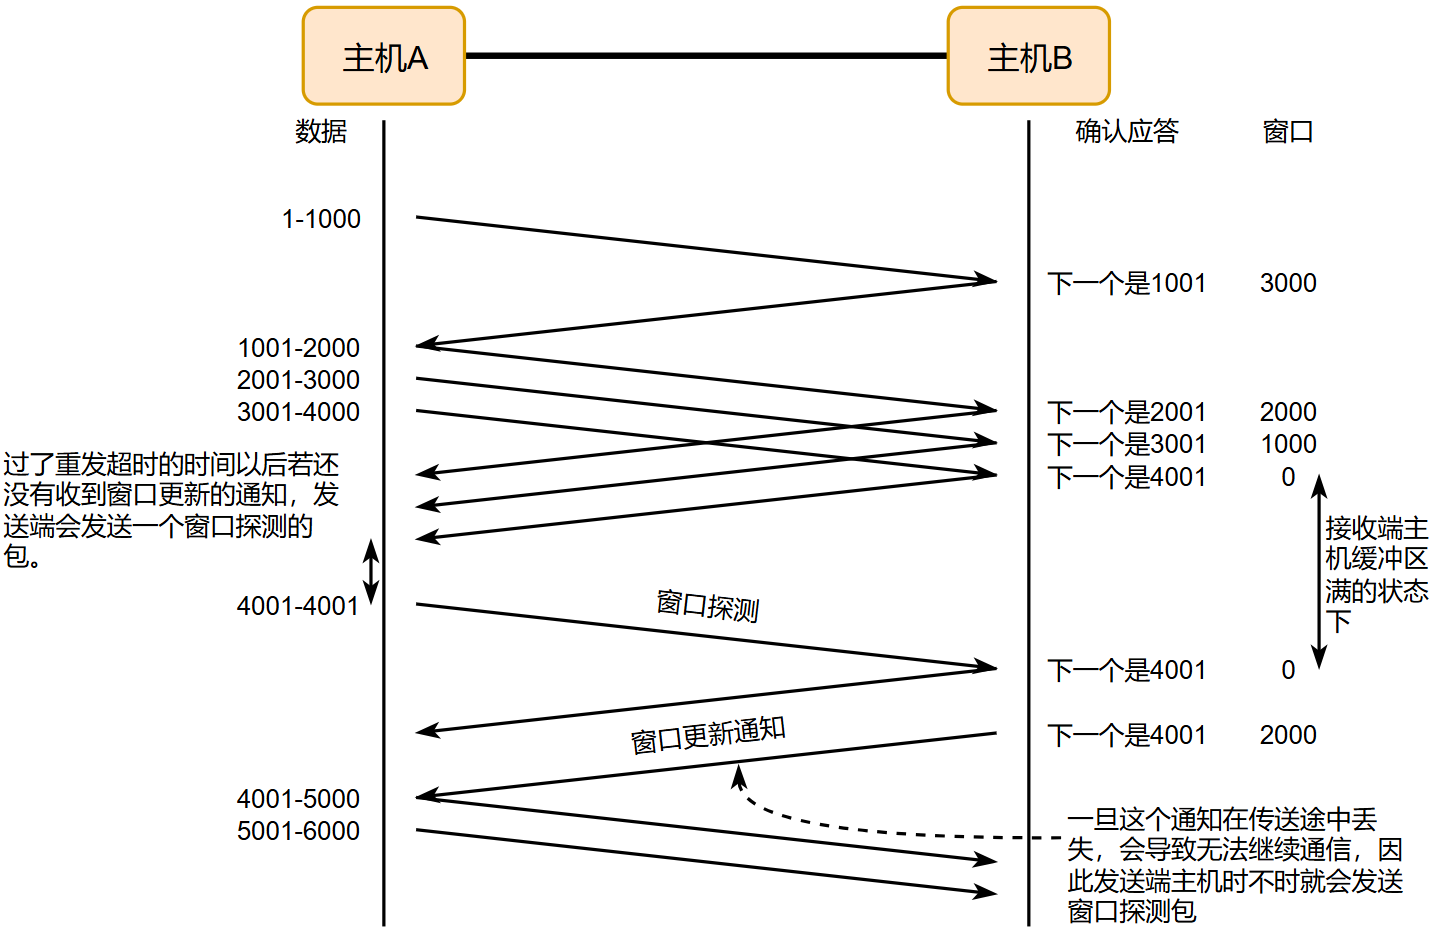 主机A
主机B
数据
确认应答 窗口
1-1000
下一个是1001 3000
1001-2000
2001-3000
3001-4000
下一个是2001 2000
下一个是3001 1000
下一个是4001 0
过了重发超时的时间以后若还
没有收到窗口更新的通知，发
送端会发送一个窗口探测的
包。
接收端主
机缓冲区
满的状态
下
4001-4001
窗口探测
下一个是4001 0
窗口更新通知
下一个是4001 2000
4001-5000
5001-6000
一旦这个通知在传送途中丢
失，会导致无法继续通信，因
此发送端主机时不时就会发送
窗口探测包